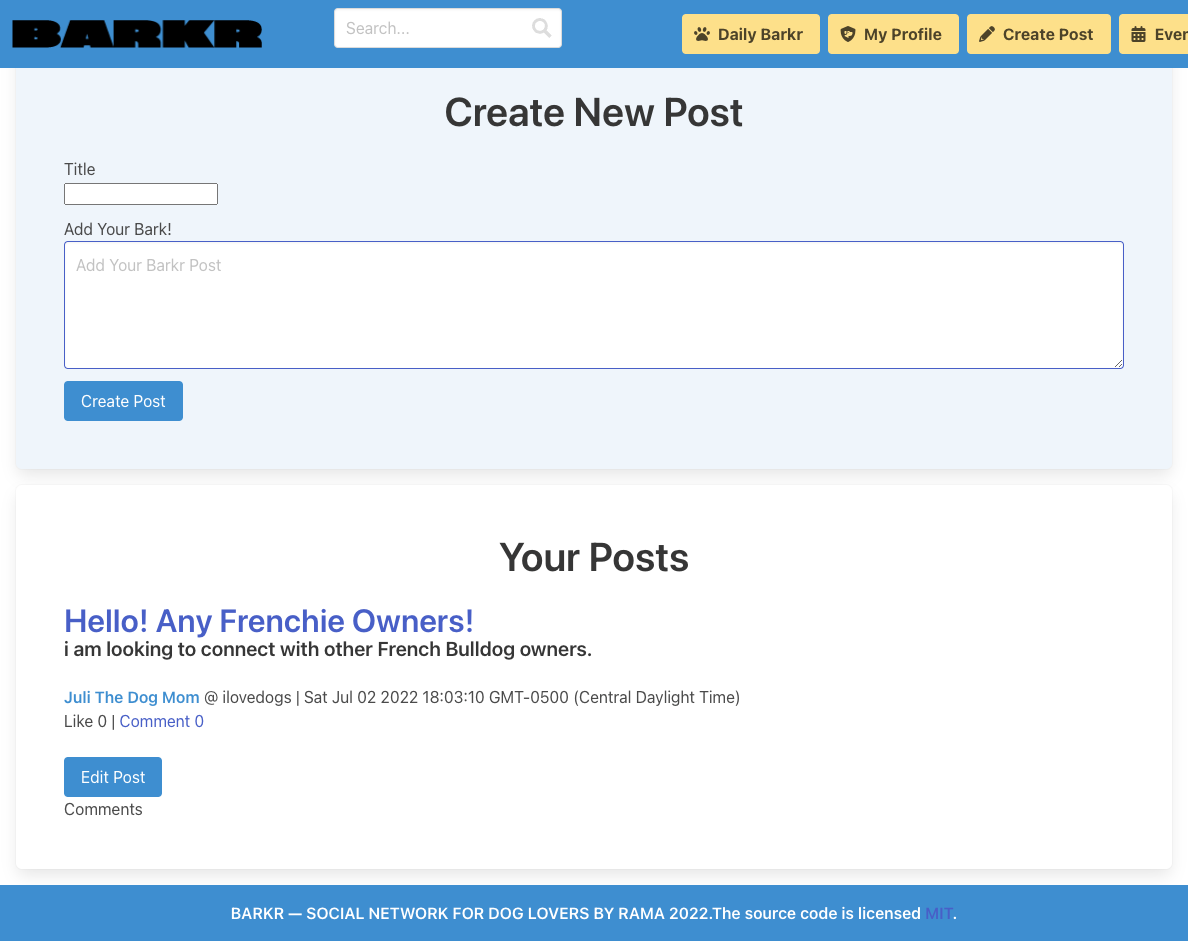 BARKR
Search...
Daily Barkr
My Profile
Create Post
Create New Post
Title
Add Your Bark!
Add Your Barkr Post
Create Post
Your Posts
Hello! Any Frenchie Owners!
i am looking to connect with other French Bulldog owners.
Juli The Dog Mom @ ilovedogs | Sat Jul 02 2022 18:03:10 GMT-0500 (Central Daylight Time)
Like 0 | Comment 0
Edit Post
Comments
BARKR — SOCIAL NETWORK FOR DOG LOVERS BY RAMA 2022.The source code is licensed MIT.